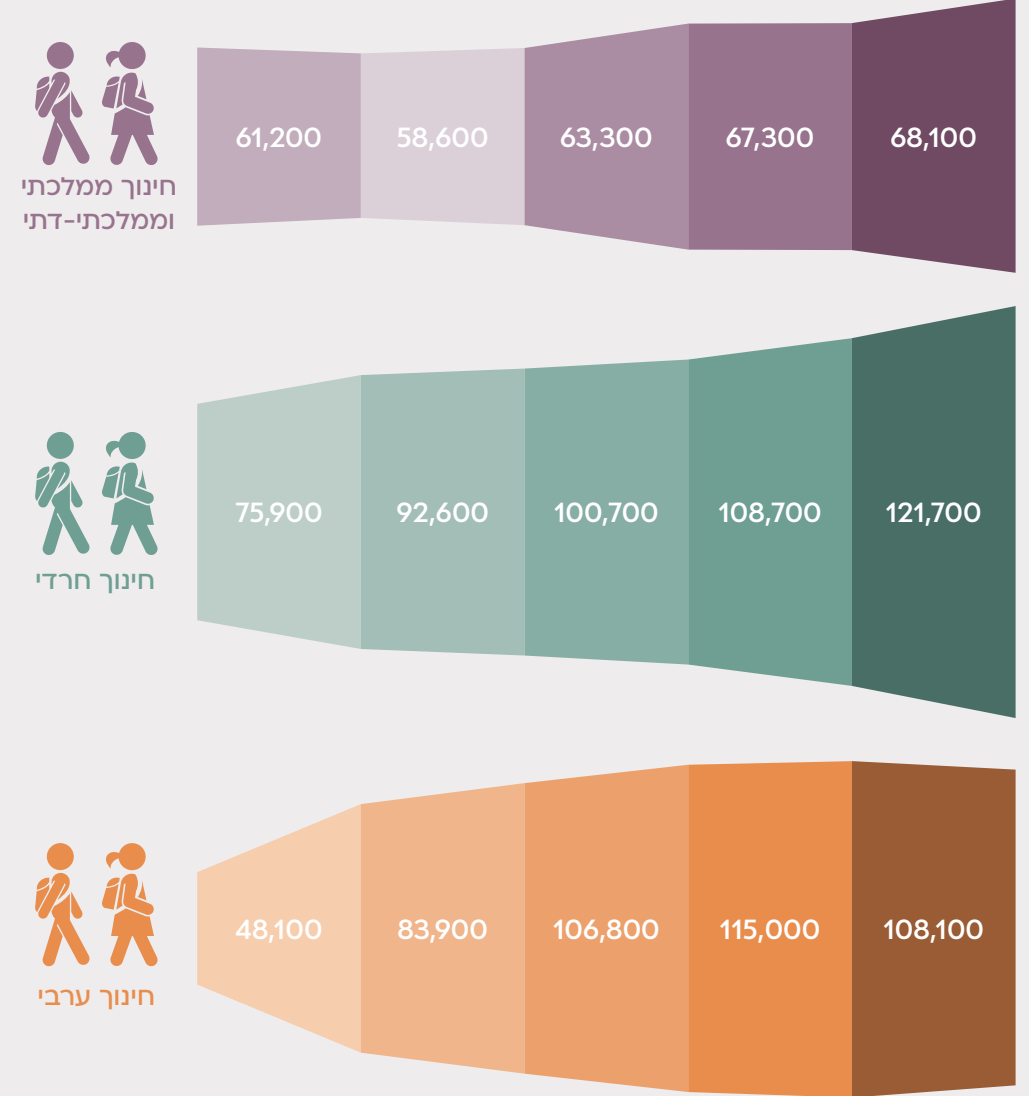 61,200 58,600 63,300 67,300 68,100
חינוך ממלכתי
וממלכתי-דתי
75,900 92,600 100,700 108,700 121,700
חינוך חרדי
48,100 83,900 106,800 115,000 108,100
חינוך ערבי